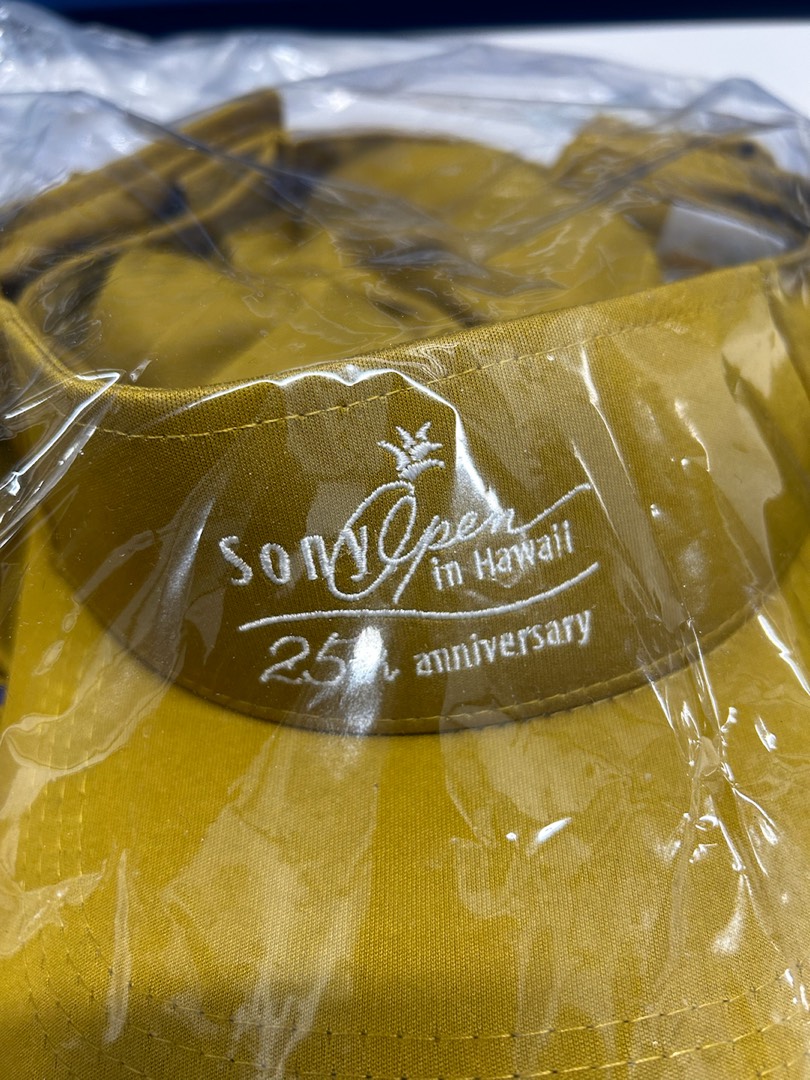 Sony Open
in Hawaii
25th anniversary